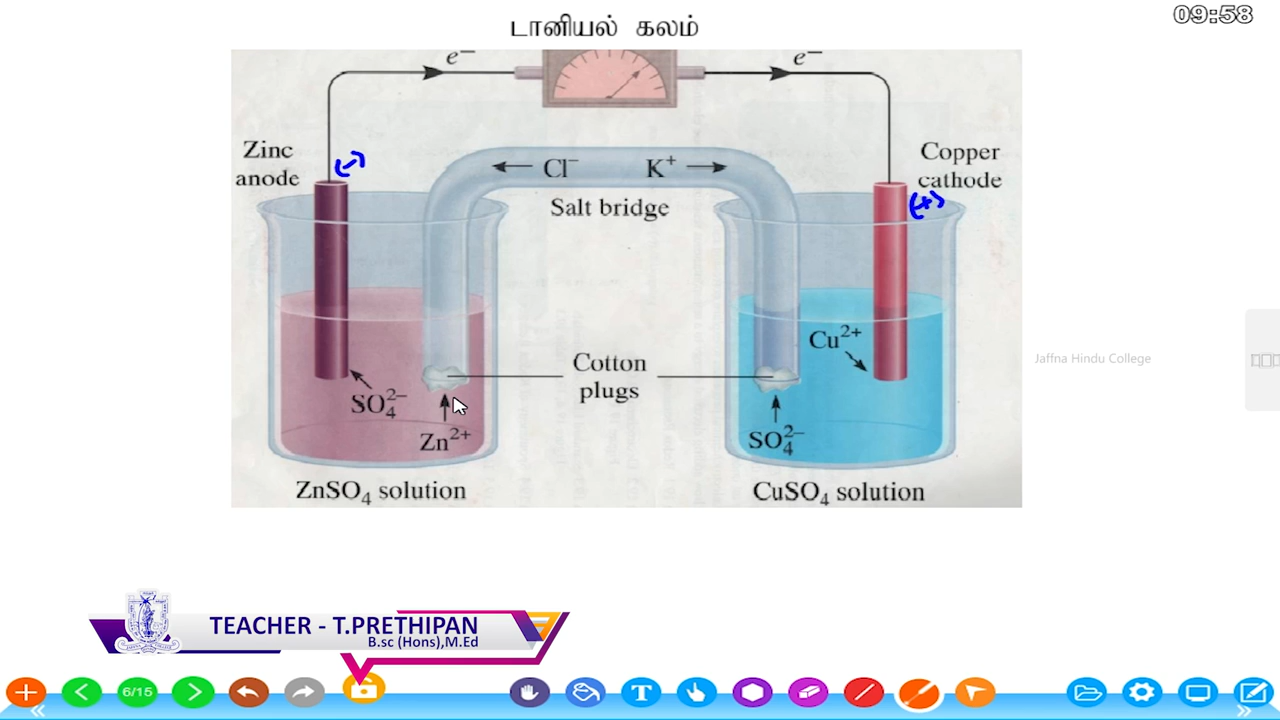 டானியல் கலம்
09:58
e⁻
e⁻
Zinc
anode
(-)
Cl⁻
K⁺
Copper
cathode
(+)
Salt bridge
Cu²⁺
Cotton
plugs
SO₄²⁻
Zn²⁺
SO₄²⁻
ZnSO₄ solution
CuSO₄ solution
Jaffna Hindu College
TEACHER - T.PRETHIPAN
B.sc (Hons),M.Ed
6/15
T